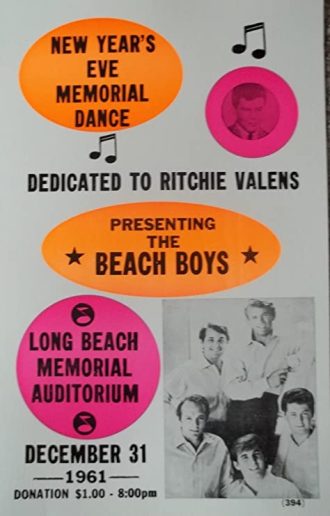 NEW YEAR'S
EVE
MEMORIAL
DANCE
DEDICATED TO RITCHIE VALENS
PRESENTING
THE
BEACH BOYS
LONG BEACH
MEMORIAL
AUDITORIUM
DECEMBER 31
1961
DONATION $1.00 - 8:00pm
(394)